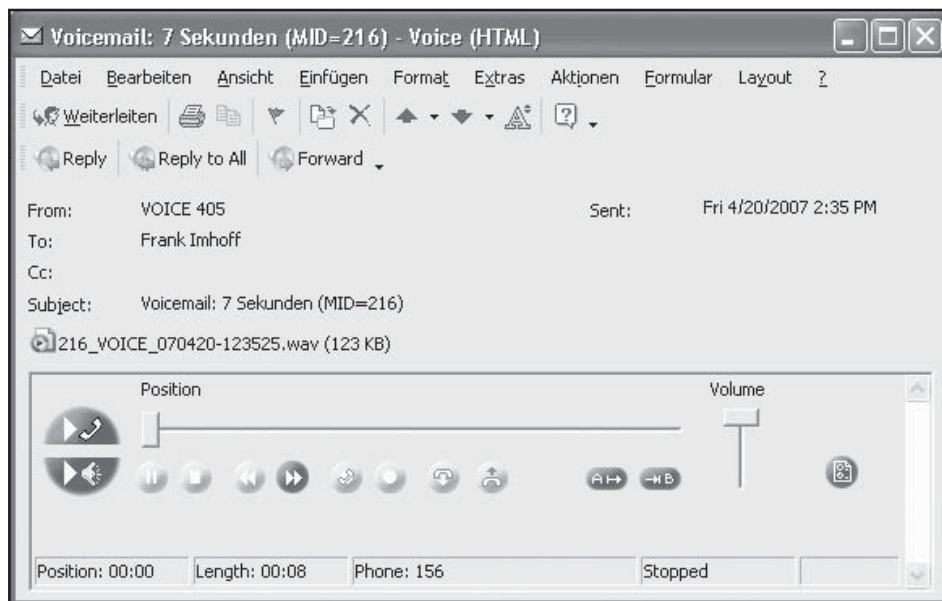 Voicemail: 7 Sekunden (MID=216) - Voice (HTML)
Datei Bearbeiten Ansicht Einfügen Format Extras Aktionen Formular Layout ?
Weiterleiten
Reply Reply to All Forward
From: VOICE 405 Sent: Fri 4/20/2007 2:35 PM
To: Frank Imhoff
Cc:
Subject: Voicemail: 7 Sekunden (MID=216)
216_VOICE_070420-123525.wav (123 KB)
Position Volume
A B
Position: 00:00 Length: 00:08 Phone: 156 Stopped